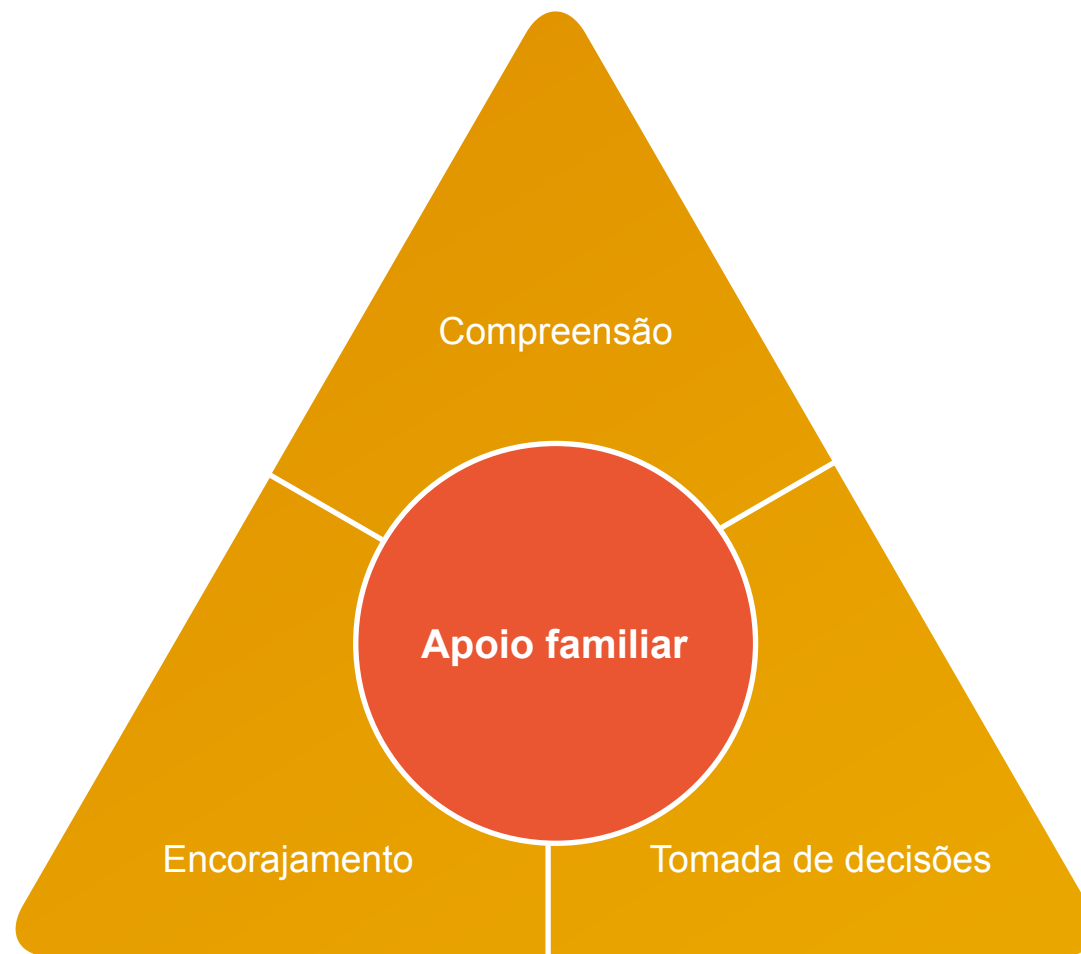 Compreensão
Apoio familiar
Encorajamento
Tomada de decisões